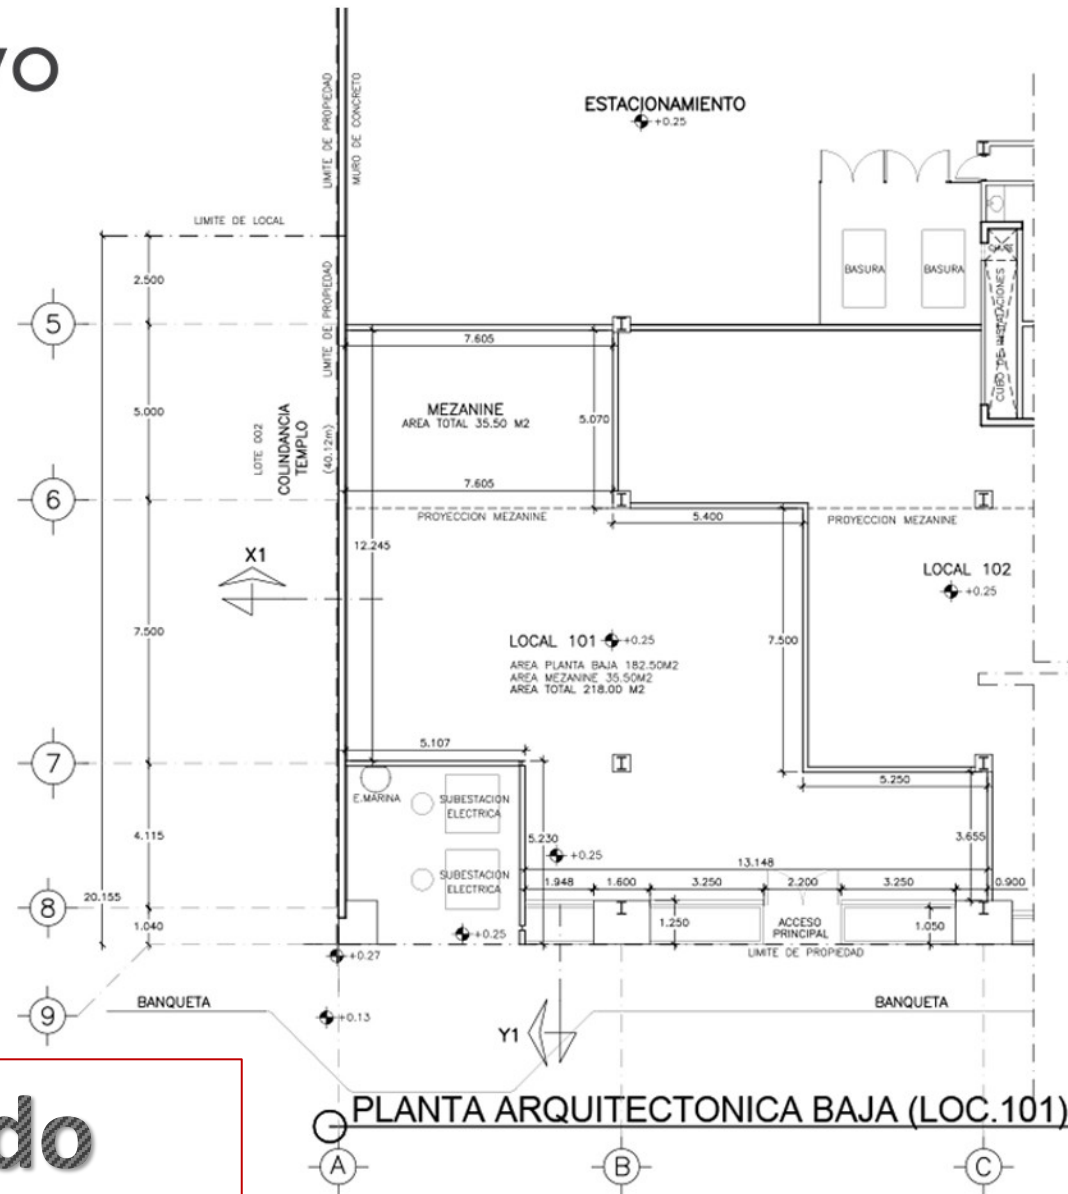 vo
ESTACIONAMIENTO
+0.25
LIMITE DE PROPIEDAD
MURO DE CONCRETO
LIMITE DE LOCAL
2.500
BASURA
BASURA
CUBO DE INSTALACIONES
LIMITE DE PROPIEDAD
5
7.605
5.000
MEZANINE
AREA TOTAL 35.50 M2
5.070
LOTE 002
COLINDANCIA
TEMPLO
(40.12m)
7.605
6
PROYECCION MEZANINE
5.400
PROYECCION MEZANINE
12.245
X1
LOCAL 102
+0.25
7.500
LOCAL 101
+0.25
7.500
AREA PLANTA BAJA 182.50M2
AREA MEZANINE 35.50M2
AREA TOTAL 218.00 M2
5.107
7
5.250
E.MARINA
SUBESTACION
ELECTRICA
4.115
5.230
3.655
+0.25
13.148
SUBESTACION
ELECTRICA
1.948
1.600
3.250
2.200
3.250
0.900
20.155
8
1.040
1.250
ACCESO
PRINCIPAL
1.050
+0.25
LIMITE DE PROPIEDAD
+0.27
BANQUETA
BANQUETA
9
+0.13
Y1
PLANTA ARQUITECTONICA BAJA (LOC.101)
do
A
B
C